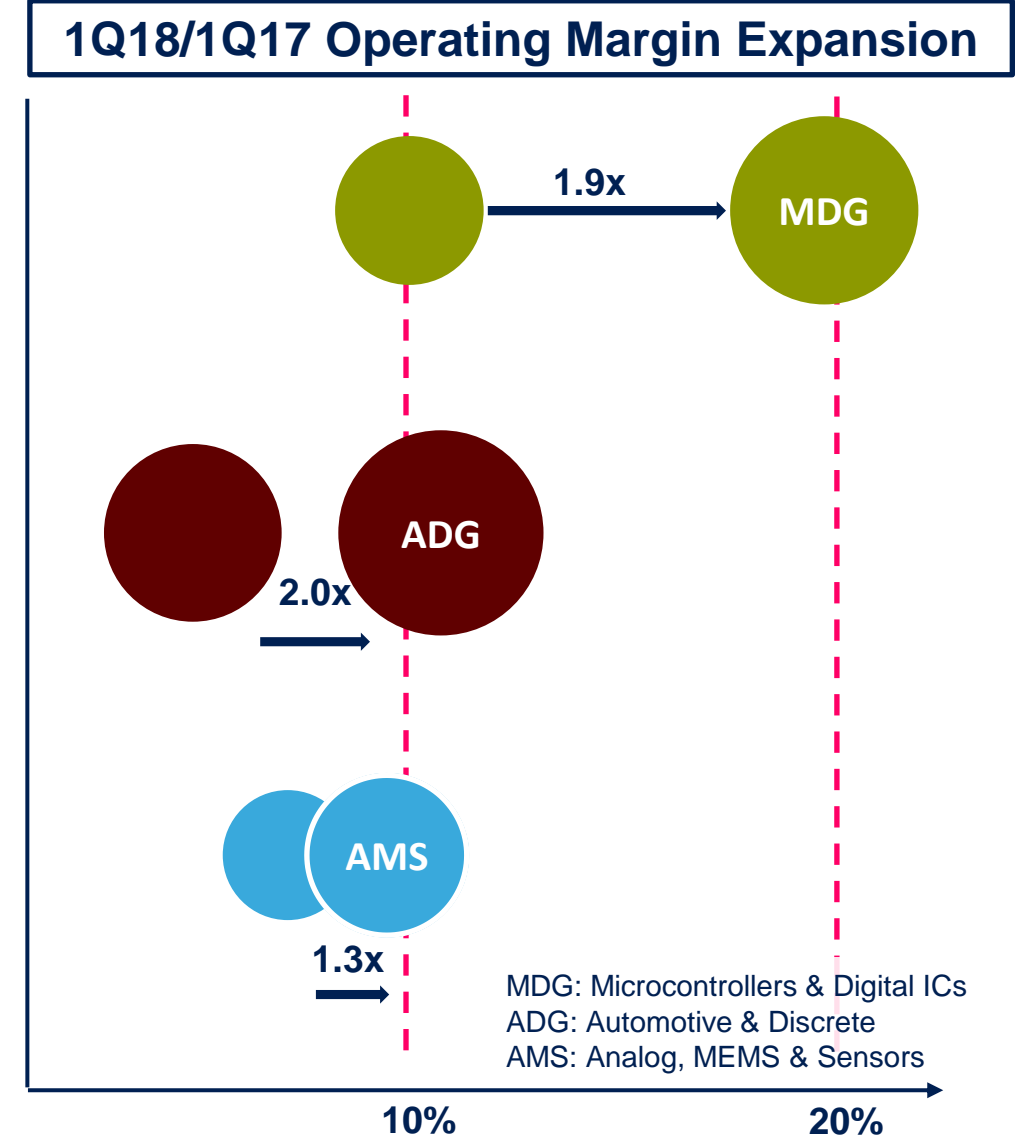 1Q18/1Q17 Operating Margin Expansion
1.9x
MDG
ADG
2.0x
AMS
1.3x
MDG: Microcontrollers & Digital ICs
ADG: Automotive & Discrete
AMS: Analog, MEMS & Sensors
10%
20%